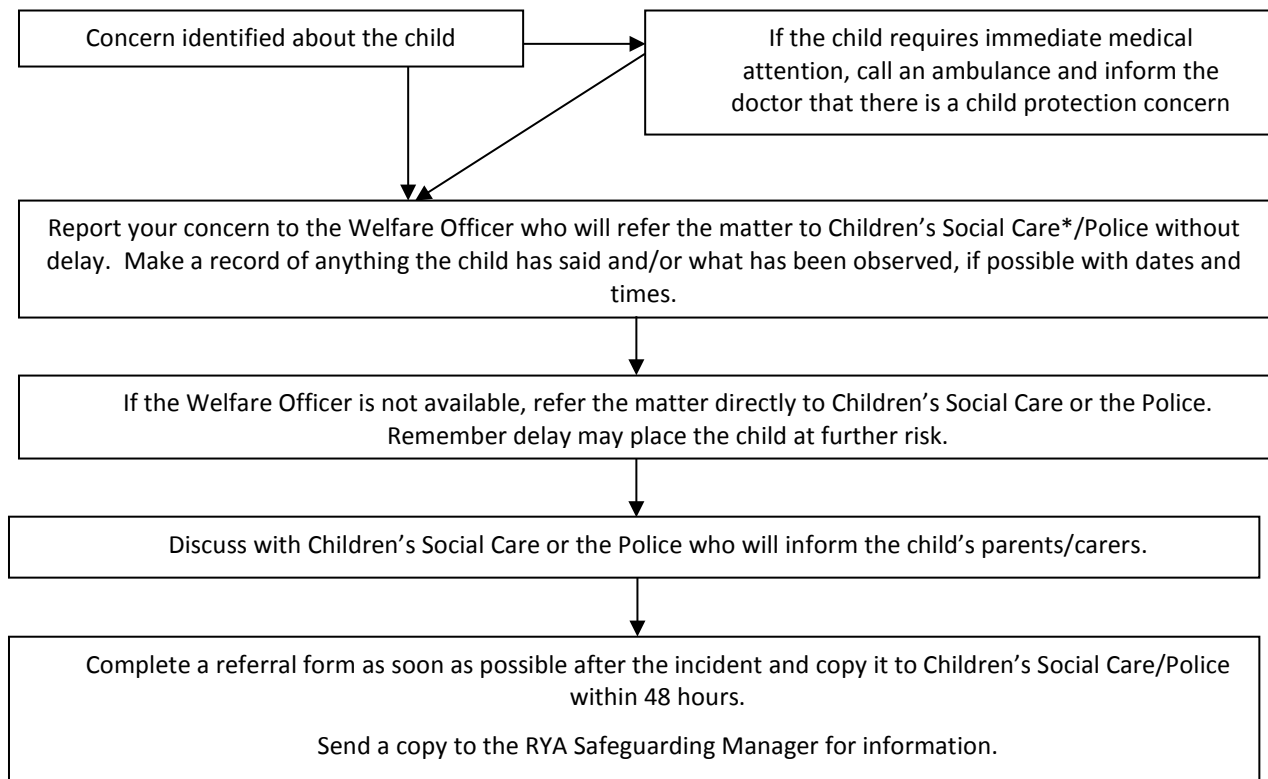 Concern identified about the child
If the child requires immediate medical
attention, call an ambulance and inform the
doctor that there is a child protection concern
Report your concern to the Welfare Officer who will refer the matter to Children’s Social Care*/Police without
delay.  Make a record of anything the child has said and/or what has been observed, if possible with dates and
times.
If the Welfare Officer is not available, refer the matter directly to Children’s Social Care or the Police.
Remember delay may place the child at further risk.
Discuss with Children’s Social Care or the Police who will inform the child’s parents/carers.
Complete a referral form as soon as possible after the incident and copy it to Children’s Social Care/Police
within 48 hours.
Send a copy to the RYA Safeguarding Manager for information.